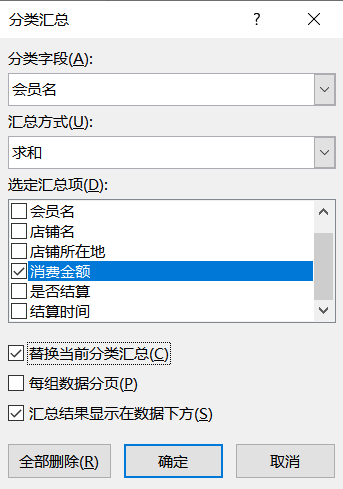 分类汇总 ?
分类字段(A):
会员名
汇总方式(U):
求和
选定汇总项(D):
会员名
店铺名
店铺所在地
消费金额
是否结算
结算时间
替换当前分类汇总(C)
每组数据分页(P)
汇总结果显示在数据下方(S)
全部删除(R) 确定 取消